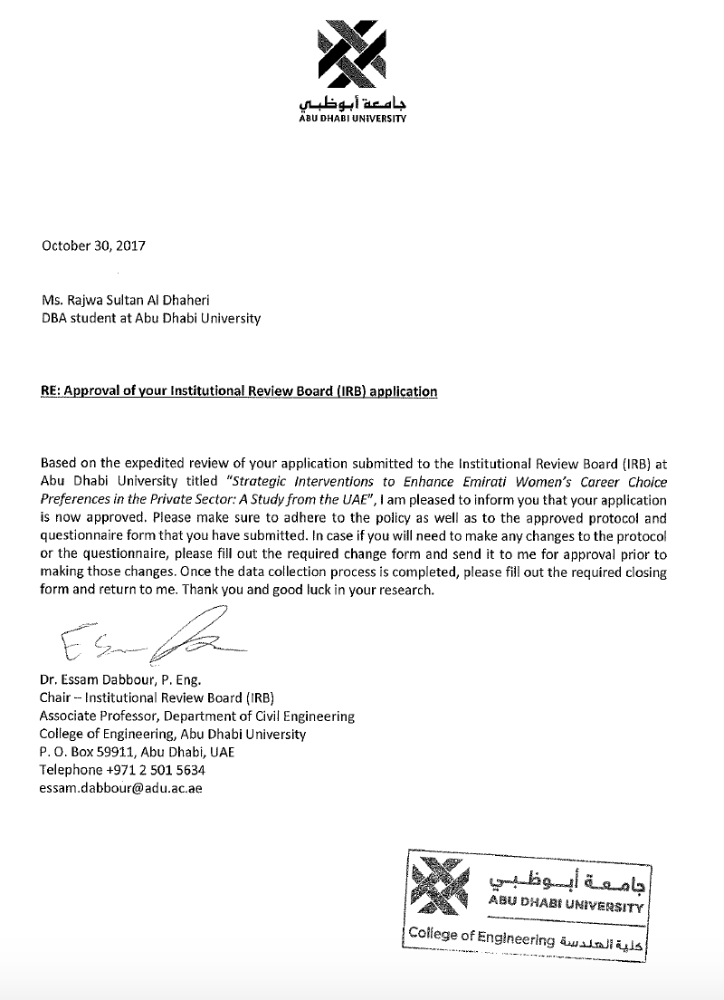 جامعة أبوظبي
ABU DHABI UNIVERSITY
October 30, 2017
Ms. Rajwa Sultan Al Dhaheri
DBA student at Abu Dhabi University
RE: Approval of your Institutional Review Board (IRB) application
Based on the expedited review of your application submitted to the Institutional Review Board (IRB) at
Abu Dhabi University titled “Strategic Interventions to Enhance Emirati Women’s Career Choice
Preferences in the Private Sector: A Study from the UAE”, I am pleased to inform you that your application
is now approved. Please make sure to adhere to the policy as well as to the approved protocol and
questionnaire form that you have submitted. In case if you will need to make any changes to the protocol
or the questionnaire, please fill out the required change form and send it to me for approval prior to
making those changes. Once the data collection process is completed, please fill out the required closing
form and return to me. Thank you and good luck in your research.
Dr. Essam Dabbour, P. Eng.
Chair – Institutional Review Board (IRB)
Associate Professor, Department of Civil Engineering
College of Engineering, Abu Dhabi University
P. O. Box 59911, Abu Dhabi, UAE
Telephone +971 2 501 5634
essam.dabbour@adu.ac.ae
جامعة أبوظبي
ABU DHABI UNIVERSITY
College of Engineering كلية الهندسة